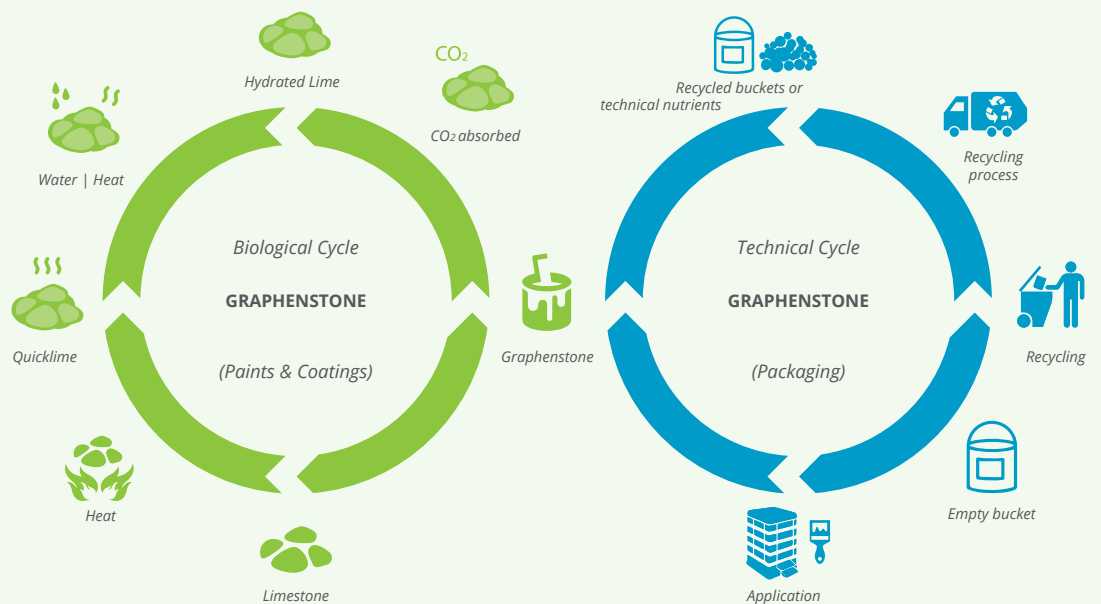 Hydrated Lime
CO₂
CO₂ absorbed
Water | Heat
Biological Cycle
GRAPHENSTONE
(Paints & Coatings)
Quicklime
Graphenstone
Heat
Limestone
Recycled buckets or
technical nutrients
Recycling
process
Technical Cycle
GRAPHENSTONE
(Packaging)
Recycling
Empty bucket
Application